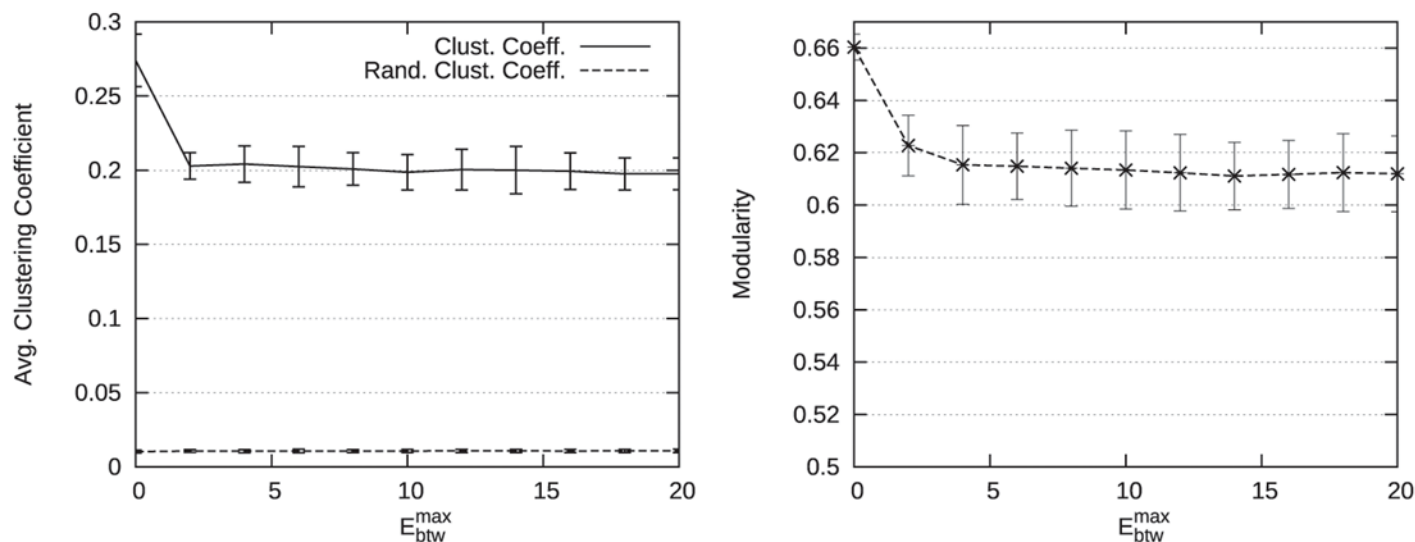 0.3
0.25
0.2
0.15
0.1
0.05
0
Avg. Clustering Coefficient
Clust. Coeff.
Rand. Clust. Coeff.
0 5 10 15 20
E_btw^max
0.66
0.64
0.62
0.6
0.58
0.56
0.54
0.52
0.5
Modularity
0 5 10 15 20
E_btw^max